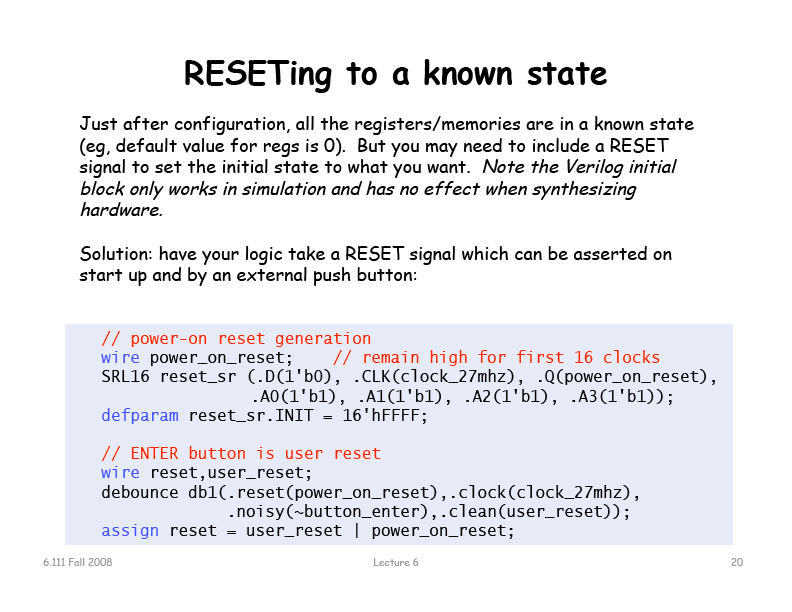 RESETing to a known state
Just after configuration, all the registers/memories are in a known state
(eg, default value for regs is 0).  But you may need to include a RESET
signal to set the initial state to what you want.  Note the Verilog initial
block only works in simulation and has no effect when synthesizing
hardware.
Solution: have your logic take a RESET signal which can be asserted on
start up and by an external push button:
// power-on reset generation
wire power_on_reset;    // remain high for first 16 clocks
SRL16 reset_sr (.D(1'b0), .CLK(clock_27mhz), .Q(power_on_reset),
               .A0(1'b1), .A1(1'b1), .A2(1'b1), .A3(1'b1));
defparam reset_sr.INIT = 16'hFFFF;
// ENTER button is user reset
wire reset,user_reset;
debounce db1(.reset(power_on_reset),.clock(clock_27mhz),
             .noisy(~button_enter),.clean(user_reset));
assign reset = user_reset | power_on_reset;
6.111 Fall 2008
Lecture 6
20